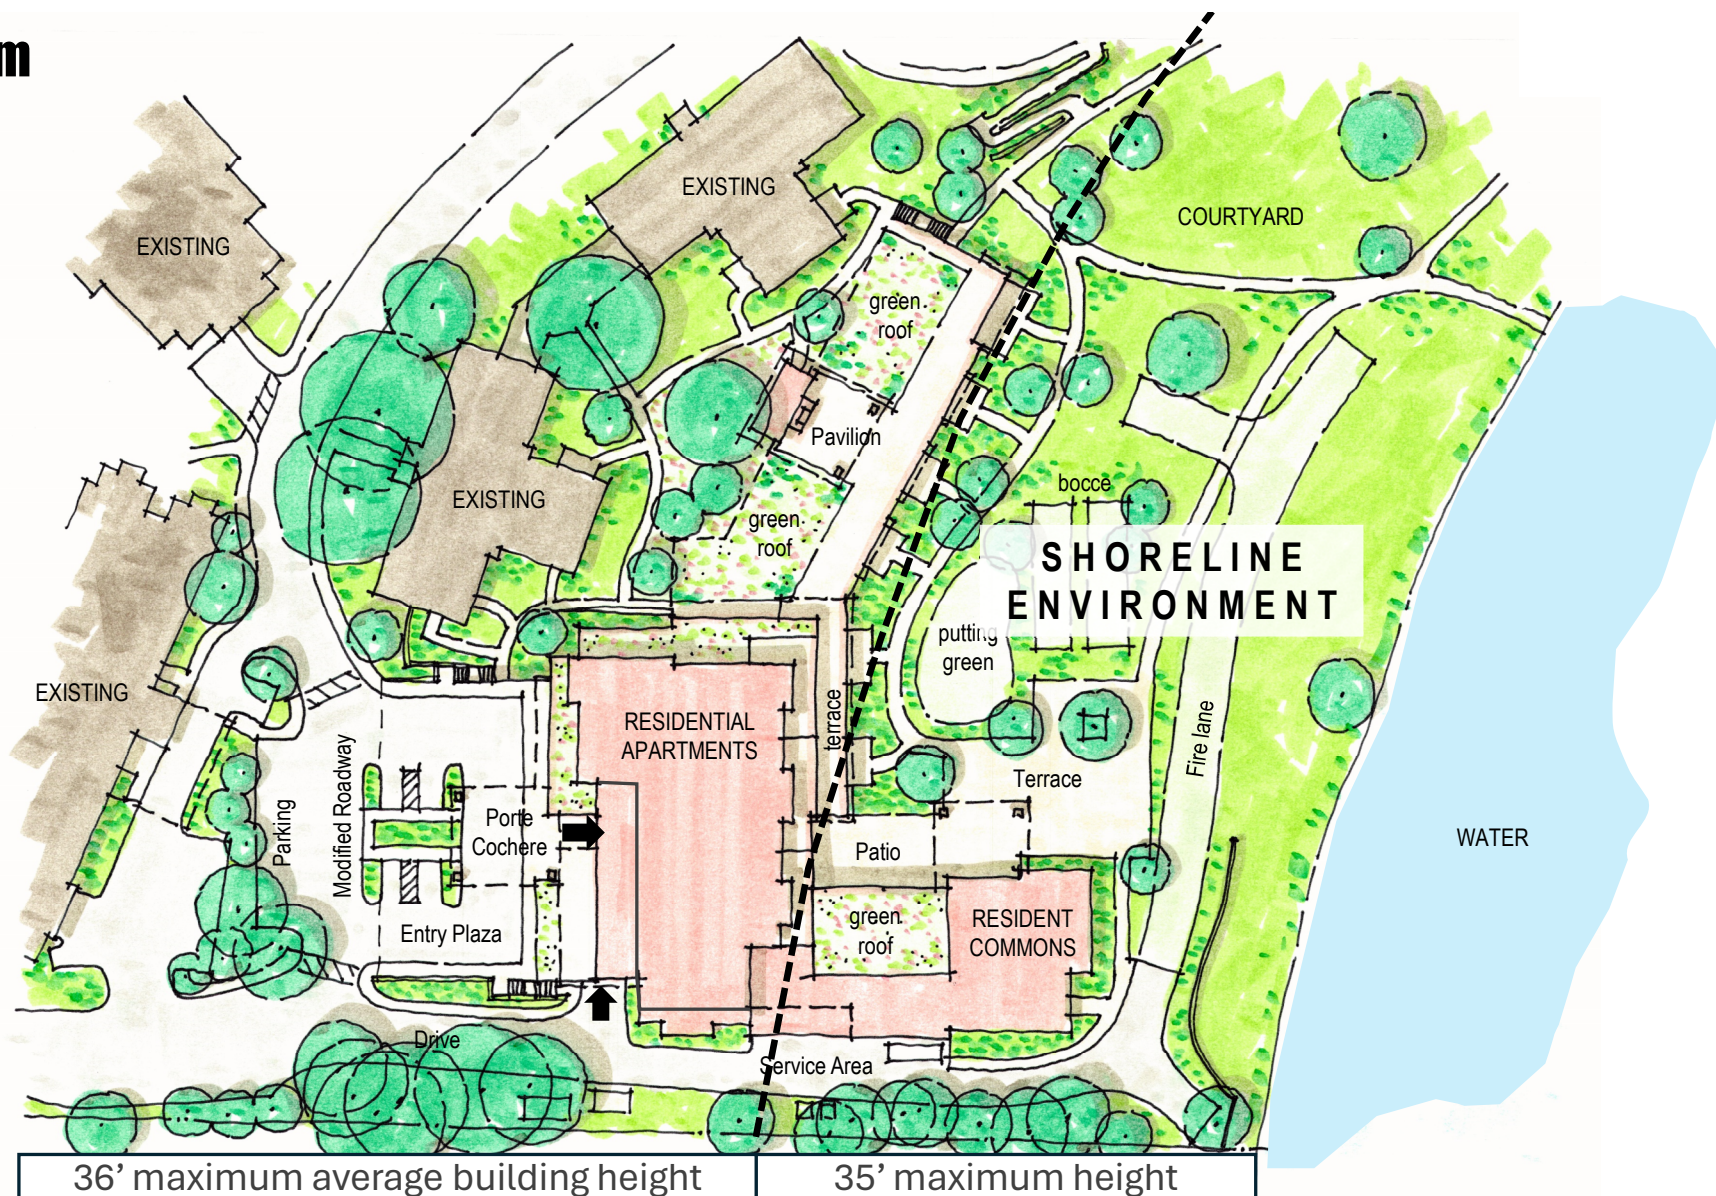 m
EXISTING
COURTYARD
EXISTING
green
roof
Pavilion
bocce
EXISTING
green
roof
SHORELINE
ENVIRONMENT
putting
green
EXISTING
RESIDENTIAL
APARTMENTS
terrace
Fire lane
Modified Roadway
Terrace
Parking
Porte
Cochere
WATER
Patio
green
roof
RESIDENT
COMMONS
Entry Plaza
Drive
Service Area
36’ maximum average building height
35’ maximum height